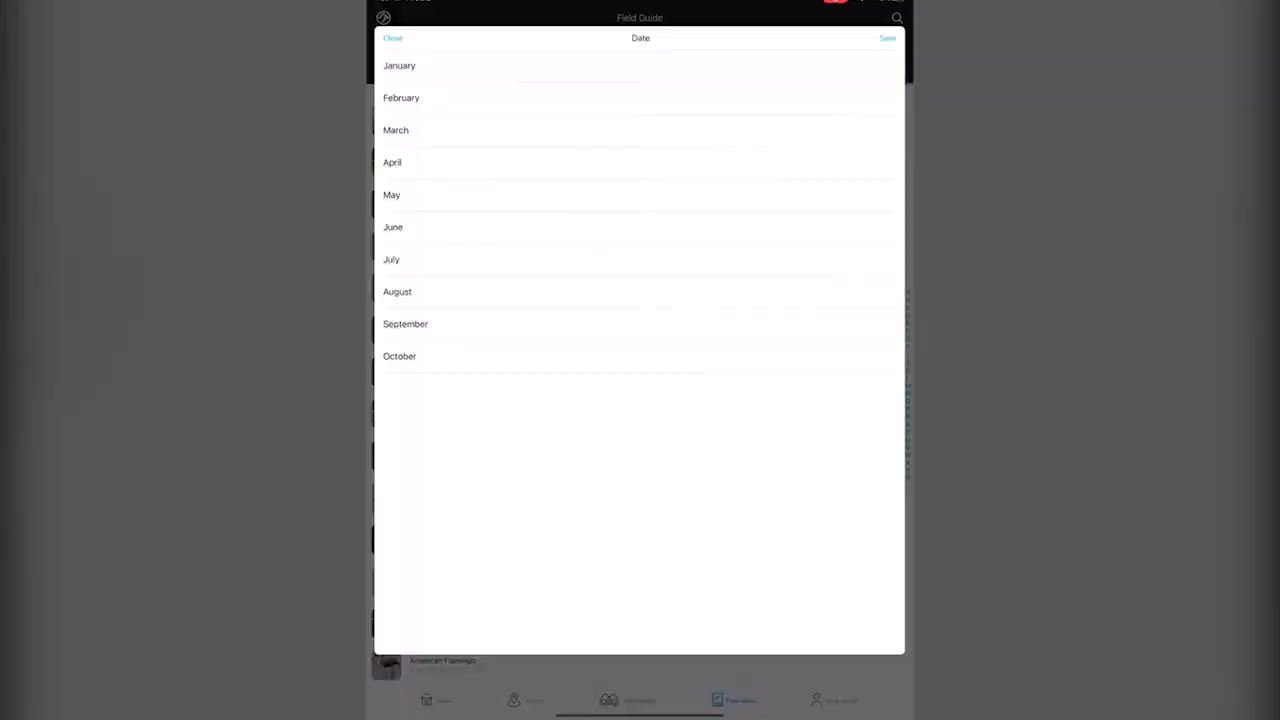 Field Guide
Close Date Save
January
February
March
April
May
June
July
August
September
October
American Flamingo